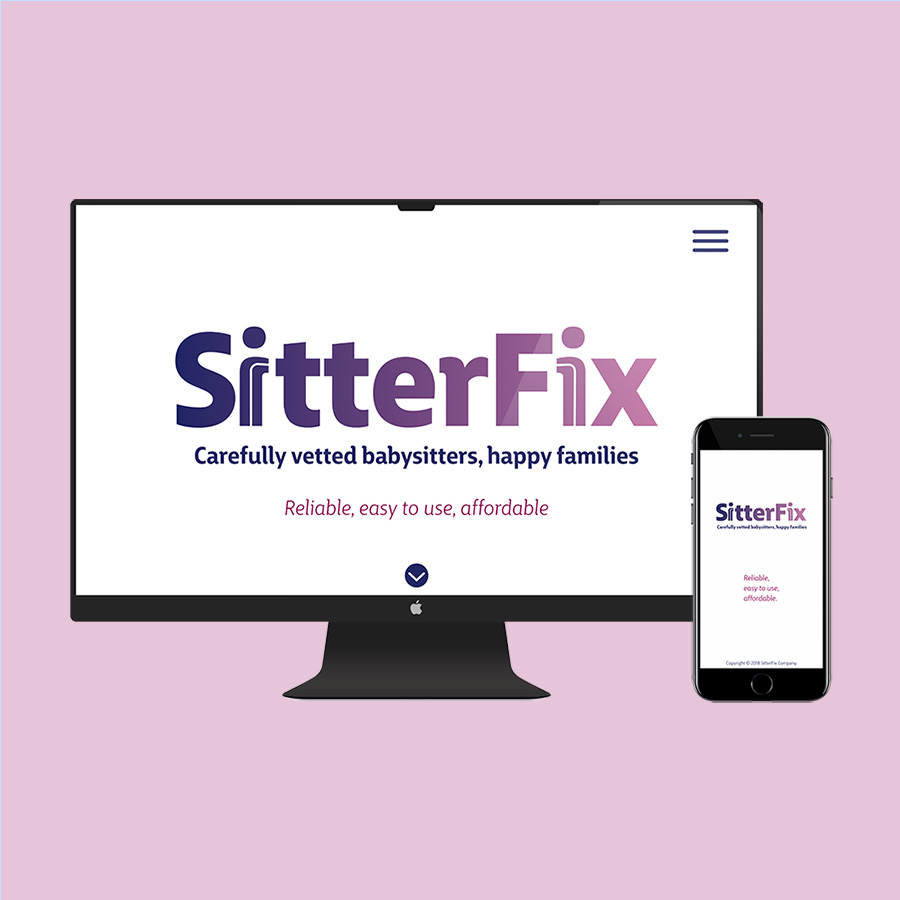 SitterFix
Carefully vetted babysitters, happy families
Reliable, easy to use, affordable
SitterFix
Carefully vetted babysitters, happy families
Reliable,
easy to use,
affordable.
Copyright © 2018 SitterFix Company